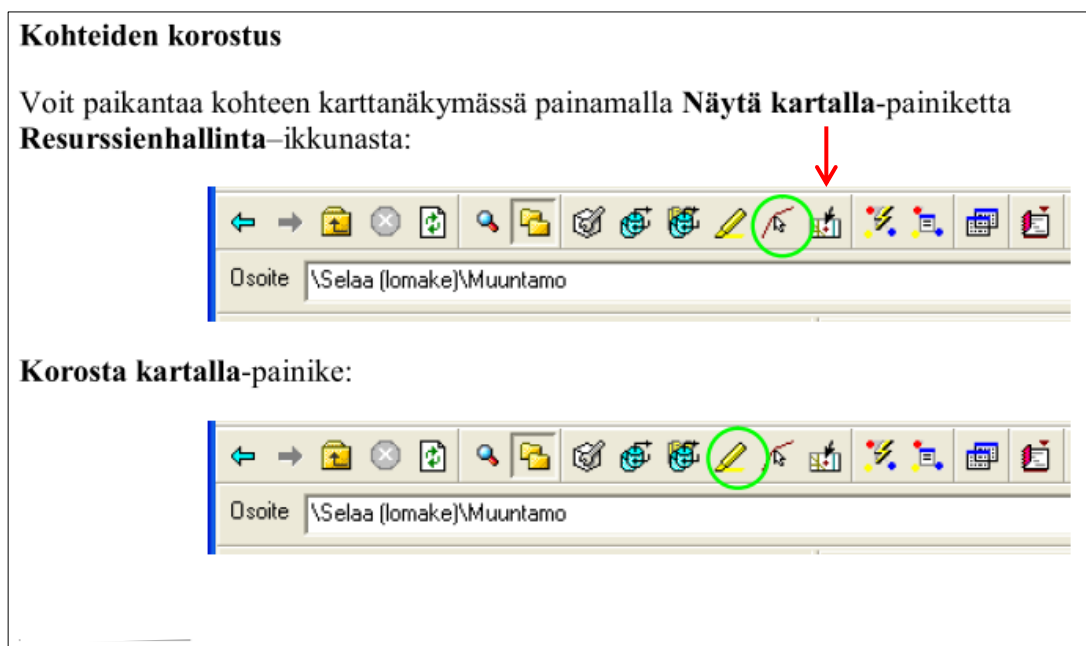 Kohteiden korostus
Voit paikantaa kohteen karttanäkymässä painamalla Näytä kartalla-painiketta
Resurssienhallinta–ikkunasta:
Osoite \Selaa (lomake)\Muuntamo
Korosta kartalla-painike:
Osoite \Selaa (lomake)\Muuntamo